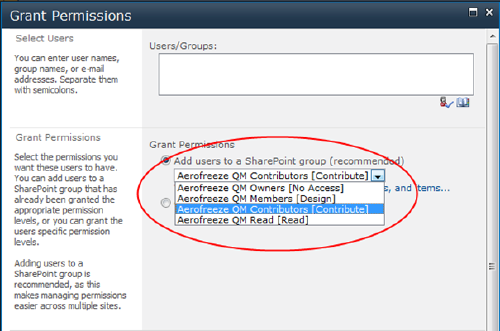 Grant Permissions
Select Users
You can enter user names,
group names, or e-mail
addresses. Separate them
with semicolons.
Users/Groups:
Grant Permissions
Select the permissions you
want these users to have.
You can add users to a
SharePoint group that has
already been granted the
appropriate permission
levels, or you can grant the
users specific permission
levels.
Adding users to a
SharePoint group is
recommended, as this
makes managing permissions
easier across multiple sites.
Grant Permissions
Add users to a SharePoint group (recommended)
Aerofreeze QM Contributors [Contribute]
Aerofreeze QM Owners [No Access]
Aerofreeze QM Members [Design]
Aerofreeze QM Contributors [Contribute]
Aerofreeze QM Read [Read]
, and items...